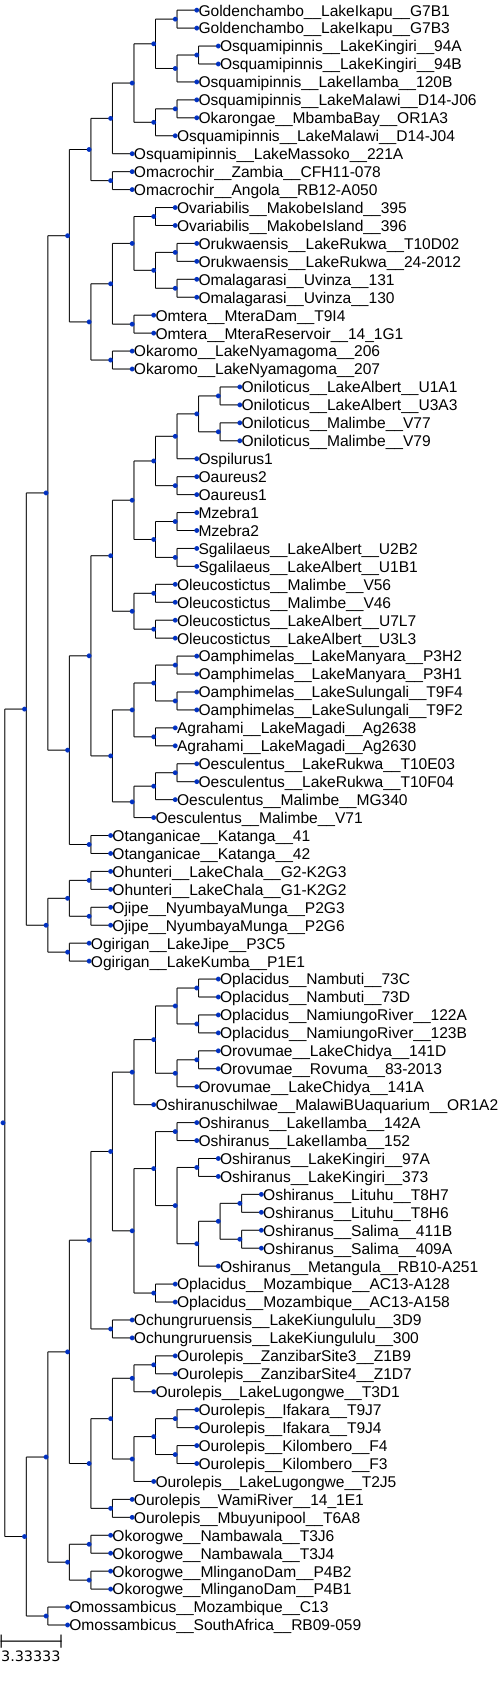 Goldenchambo__LakeIkapu__G7B1
Goldenchambo__LakeIkapu__G7B3
Osquamipinnis__LakeKingiri__94A
Osquamipinnis__LakeKingiri__94B
Osquamipinnis__LakeIlamba__120B
Osquamipinnis__LakeMalawi__D14-J06
Okarongae__MbambaBay__OR1A3
Osquamipinnis__LakeMalawi__D14-J04
Osquamipinnis__LakeMassoko__221A
Omacrochir__Zambia__CFH11-078
Omacrochir__Angola__RB12-A050
Ovariabilis__MakobeIsland__395
Ovariabilis__MakobeIsland__396
Orukwaensis__LakeRukwa__T10D02
Orukwaensis__LakeRukwa__24-2012
Omalagarasi__Uvinza__131
Omalagarasi__Uvinza__130
Omtera__MteraDam__T9I4
Omtera__MteraReservoir__14_1G1
Okaromo__LakeNyamagoma__206
Okaromo__LakeNyamagoma__207
Oniloticus__LakeAlbert__U1A1
Oniloticus__LakeAlbert__U3A3
Oniloticus__Malimbe__V77
Oniloticus__Malimbe__V79
Ospilurus1
Oaureus2
Oaureus1
Mzebra1
Mzebra2
Sgalilaeus__LakeAlbert__U2B2
Sgalilaeus__LakeAlbert__U1B1
Oleucostictus__Malimbe__V56
Oleucostictus__Malimbe__V46
Oleucostictus__LakeAlbert__U7L7
Oleucostictus__LakeAlbert__U3L3
Oamphimelas__LakeManyara__P3H2
Oamphimelas__LakeManyara__P3H1
Oamphimelas__LakeSulungali__T9F4
Oamphimelas__LakeSulungali__T9F2
Agrahami__LakeMagadi__Ag2638
Agrahami__LakeMagadi__Ag2630
Oesculentus__LakeRukwa__T10E03
Oesculentus__LakeRukwa__T10F04
Oesculentus__Malimbe__MG340
Oesculentus__Malimbe__V71
Otanganicae__Katanga__41
Otanganicae__Katanga__42
Ohunteri__LakeChala__G2-K2G3
Ohunteri__LakeChala__G1-K2G2
Ojipe__NyumbayaMunga__P2G3
Ojipe__NyumbayaMunga__P2G6
Ogirigan__LakeJipe__P3C5
Ogirigan__LakeKumba__P1E1
Oplacidus__Nambuti__73C
Oplacidus__Nambuti__73D
Oplacidus__NamiungoRiver__122A
Oplacidus__NamiungoRiver__123B
Orovumae__LakeChidya__141D
Orovumae__Rovuma__83-2013
Orovumae__LakeChidya__141A
Oshiranuschilwae__MalawiBUaquarium__OR1A2
Oshiranus__LakeIlamba__142A
Oshiranus__LakeIlamba__152
Oshiranus__LakeKingiri__97A
Oshiranus__LakeKingiri__373
Oshiranus__Lituhu__T8H7
Oshiranus__Lituhu__T8H6
Oshiranus__Salima__411B
Oshiranus__Salima__409A
Oshiranus__Metangula__RB10-A251
Oplacidus__Mozambique__AC13-A128
Oplacidus__Mozambique__AC13-A158
Ochungruruensis__LakeKiungululu__3D9
Ochungruruensis__LakeKiungululu__300
Ourolepis__ZanzibarSite3__Z1B9
Ourolepis__ZanzibarSite4__Z1D7
Ourolepis__LakeLugongwe__T3D1
Ourolepis__Ifakara__T9J7
Ourolepis__Ifakara__T9J4
Ourolepis__Kilombero__F4
Ourolepis__Kilombero__F3
Ourolepis__LakeLugongwe__T2J5
Ourolepis__WamiRiver__14_1E1
Ourolepis__Mbuyunipool__T6A8
Okorogwe__Nambawala__T3J6
Okorogwe__Nambawala__T3J4
Okorogwe__MlinganoDam__P4B2
Okorogwe__MlinganoDam__P4B1
Omossambicus__Mozambique__C13
Omossambicus__SouthAfrica__RB09-059
3.33333